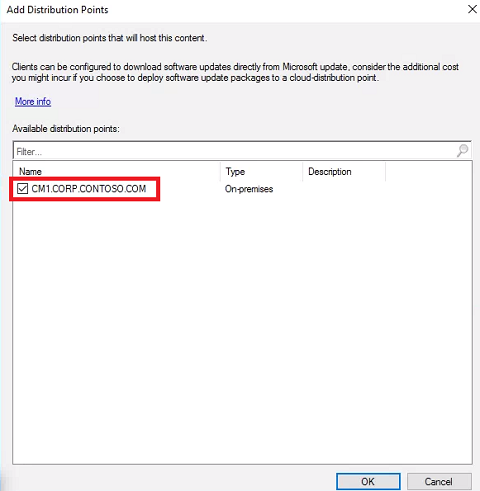 Add Distribution Points
Select distribution points that will host this content.
Clients can be configured to download software updates directly from Microsoft update, consider the additional cost
you might incur if you choose to deploy software update packages to a cloud-distribution point.
More info
Available distribution points:
Filter...
Name Type Description
CM1.CORP.CONTOSO.COM On-premises
OK Cancel